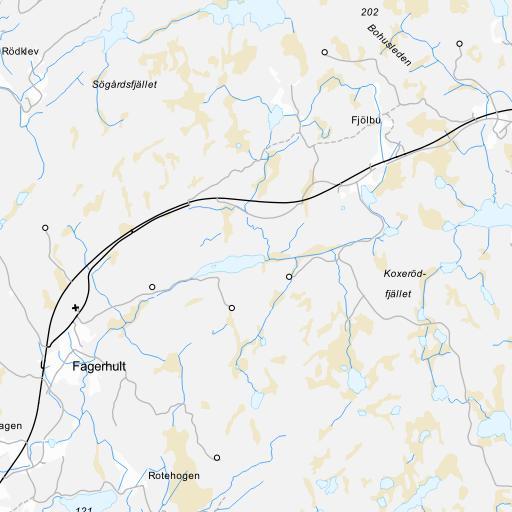 202
Bohusleden
Rödklev
Sögårdsfjället
Fjölbu
Koxeröd-
fjället
Fagerhult
agen
Rotehogen
121